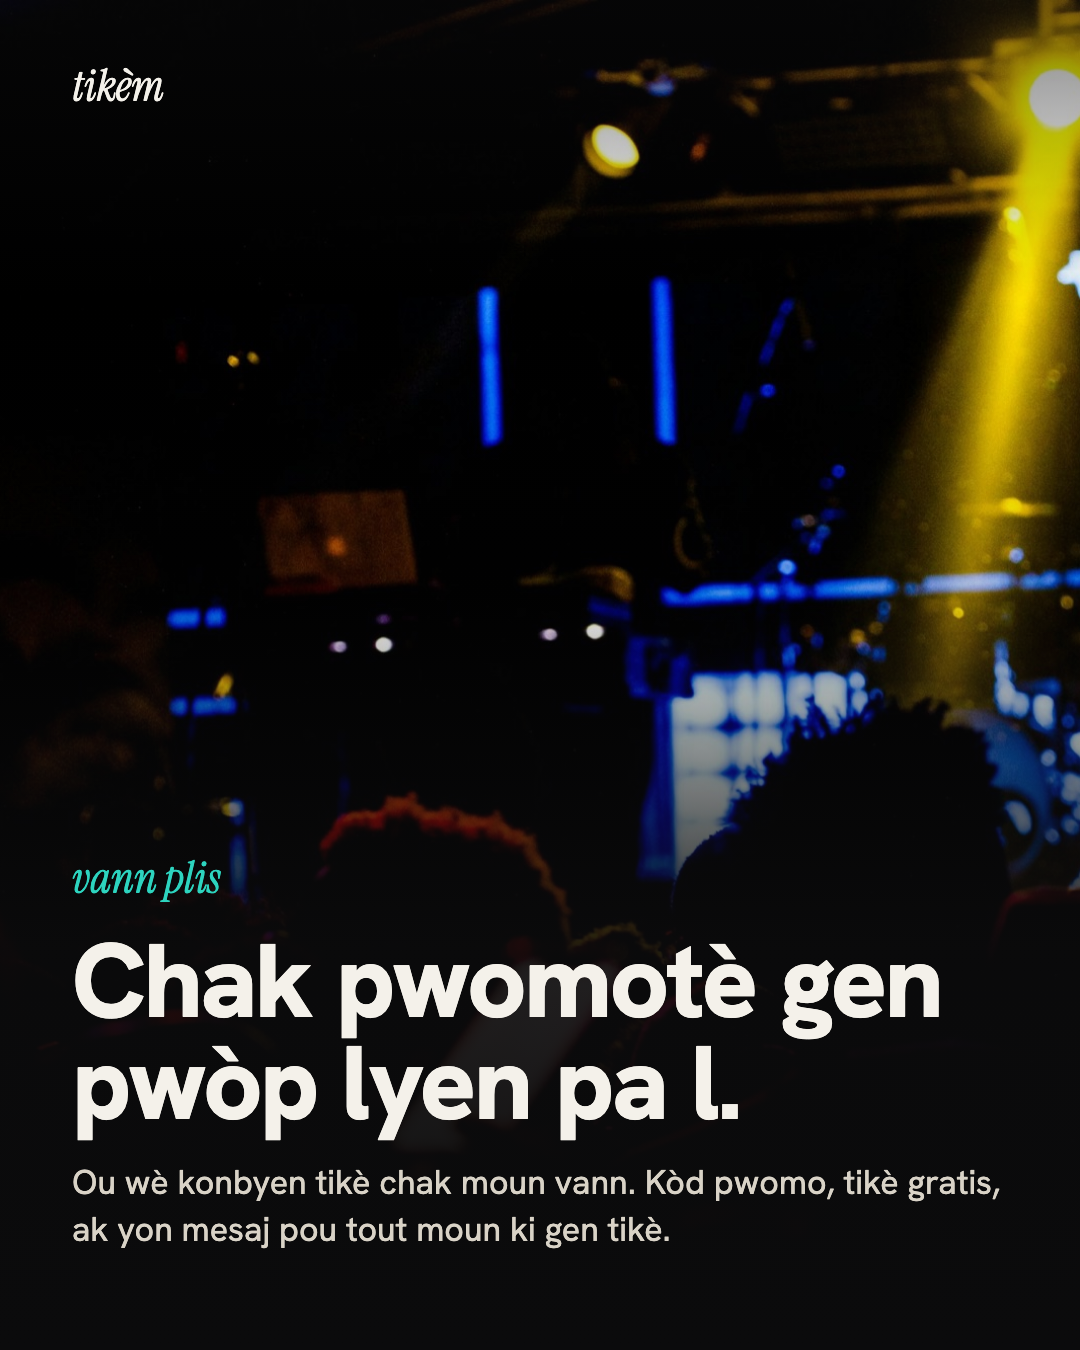 tikèm
vann plis
Chak pwomotè gen
pwòp lyen pa l.
Ou wè konbyen tikè chak moun vann. Kòd pwomo, tikè gratis,
ak yon mesaj pou tout moun ki gen tikè.